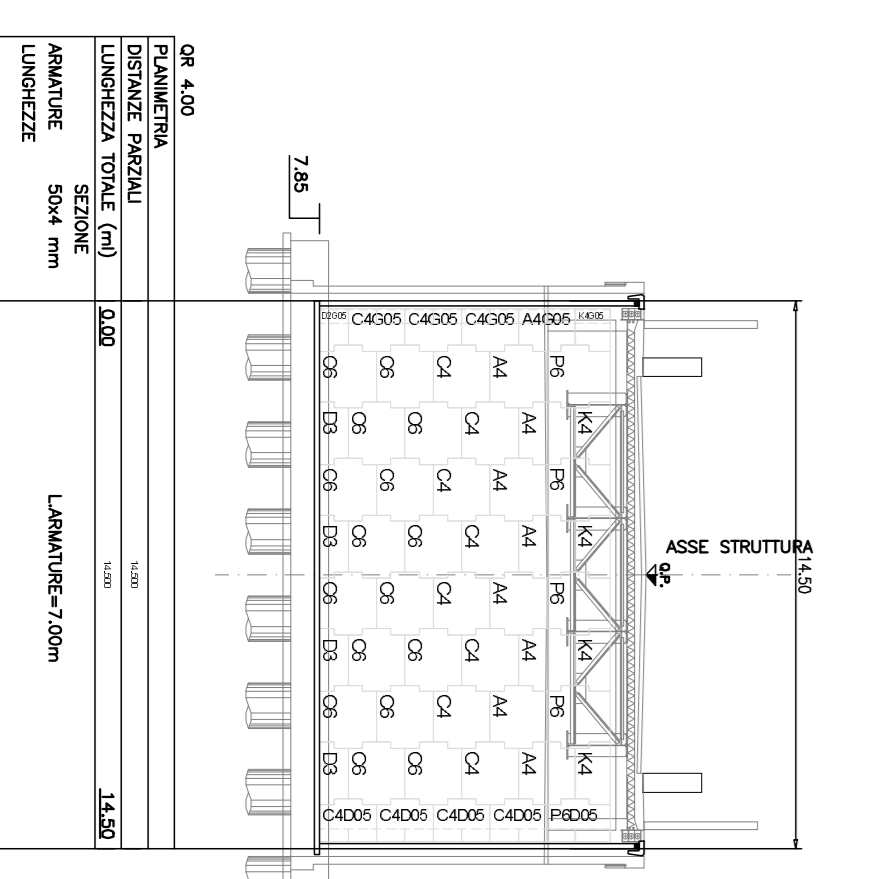 14.50
ASSE STRUTTURA
Q.P.
D2G05 C4G05 C4G05 C4G05 A4G05 K4G05
C6 C6 C4 A4 P6
D3 C6 C6 C4 A4 K4
C6 C6 C4 A4 P6
D3 C6 C6 C4 A4 K4
C6 C6 C4 A4 P6
D3 C6 C6 C4 A4 K4
C6 C6 C4 A4 P6
D3 C6 C6 C4 A4 K4
C4D05 C4D05 C4D05 C4D05 P6D05
7.85
QR 4.00
PLANIMETRIA
DISTANZE PARZIALI 14.500
LUNGHEZZA TOTALE (ml) 0.00 14.500 14.50
SEZIONE
ARMATURE 50x4 mm L.ARMATURE=7.00m
LUNGHEZZE